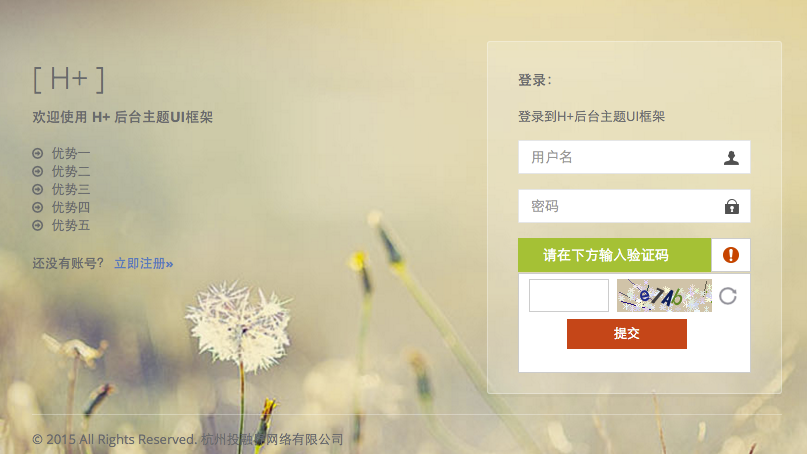 [ H+ ]
欢迎使用 H+ 后台主题UI框架
优势一
优势二
优势三
优势四
优势五
还没有账号？ 立即注册»
登录：
登录到H+后台主题UI框架
用户名
密码
请在下方输入验证码
e7Ab
提交
© 2015 All Rights Reserved. 杭州投融 网络有限公司